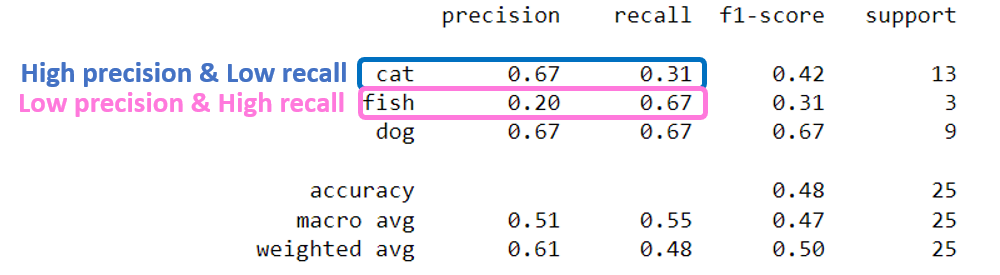 precision recall f1-score support
High precision & Low recall cat 0.67 0.31 0.42 13
Low precision & High recall fish 0.20 0.67 0.31 3
dog 0.67 0.67 0.67 9
accuracy 0.48 25
macro avg 0.51 0.55 0.47 25
weighted avg 0.61 0.48 0.50 25